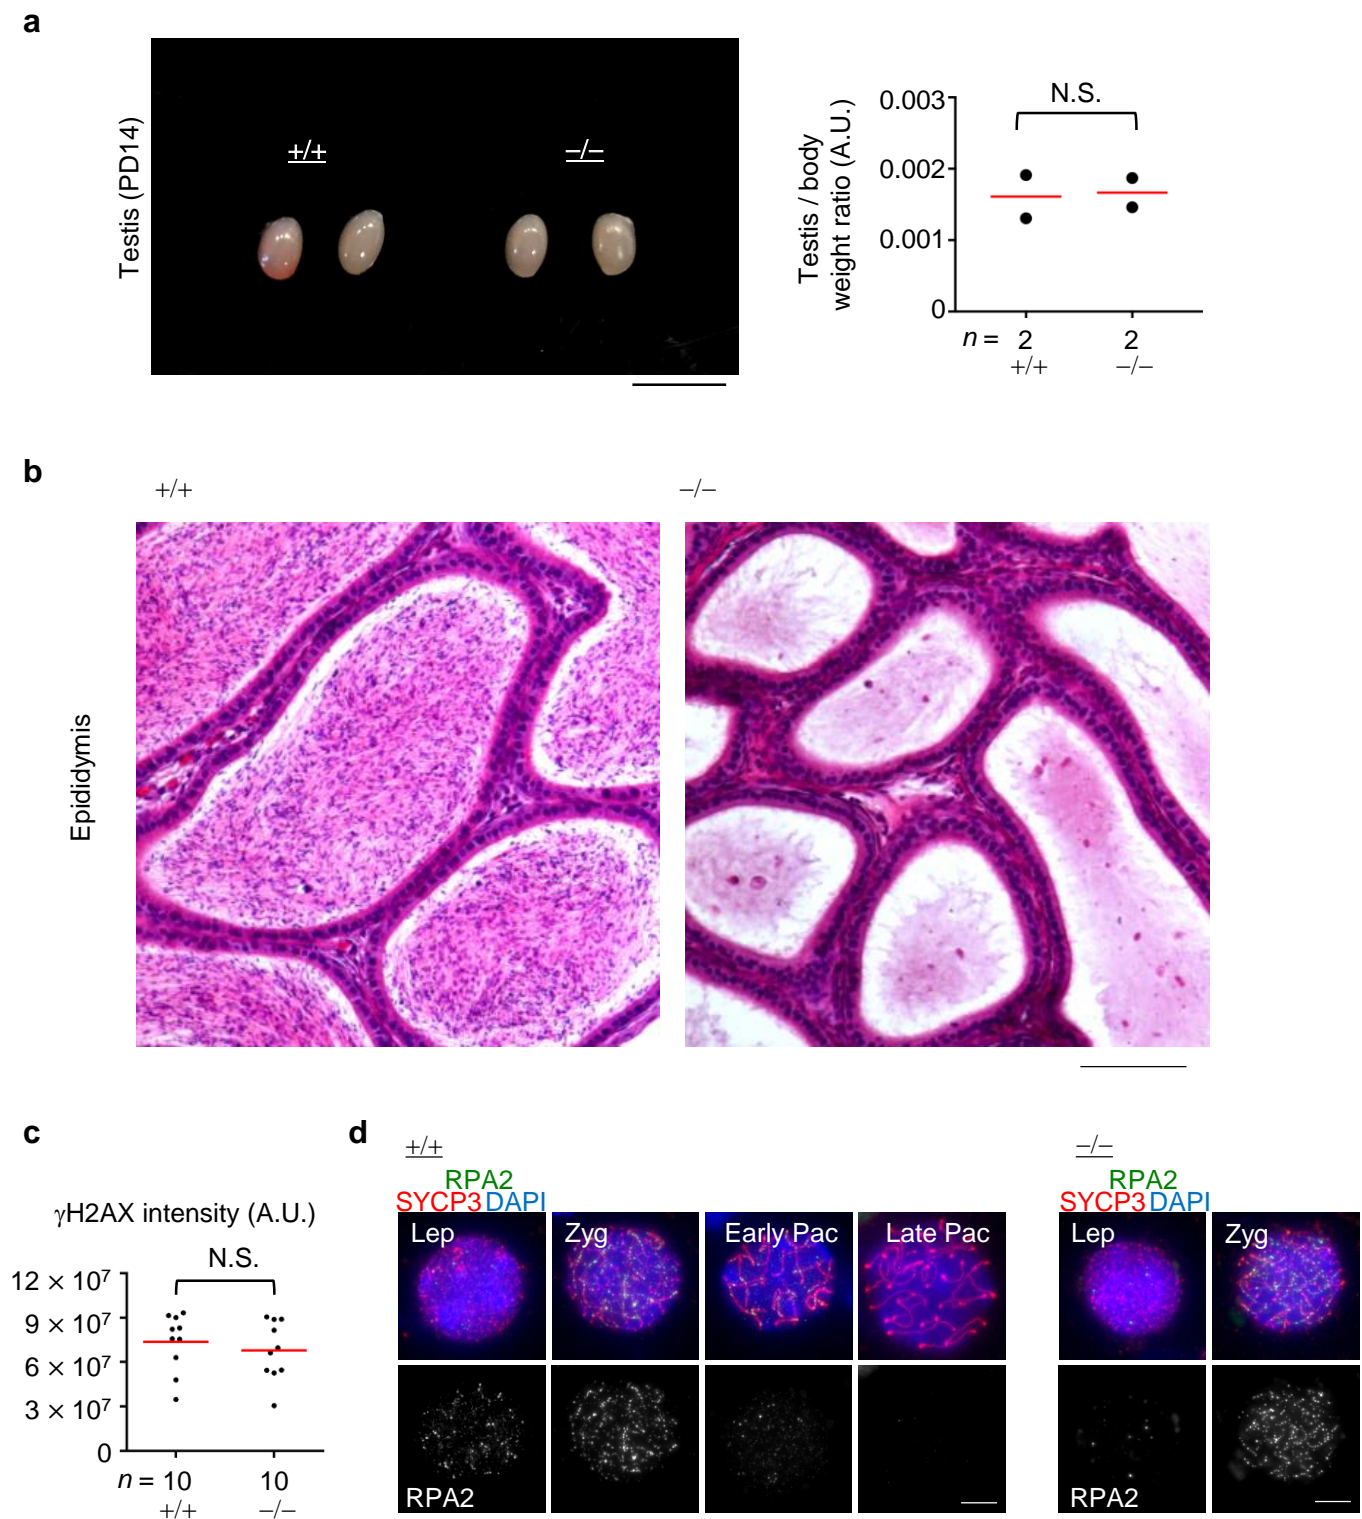 a
Testis (PD14)
+/+
−/−
Testis / body
weight ratio (A.U.)
N.S.
0.003
0.002
0.001
0
n = 2 2
+/+ −/−
b
+/+ −/−
Epididymis
c
γH2AX intensity (A.U.)
N.S.
12 × 10⁷
9 × 10⁷
6 × 10⁷
3 × 10⁷
0
n = 10 10
+/+ −/−
d
+/+
RPA2
SYCP3 DAPI
Lep Zyg Early Pac Late Pac
RPA2
−/−
RPA2
SYCP3 DAPI
Lep Zyg
RPA2